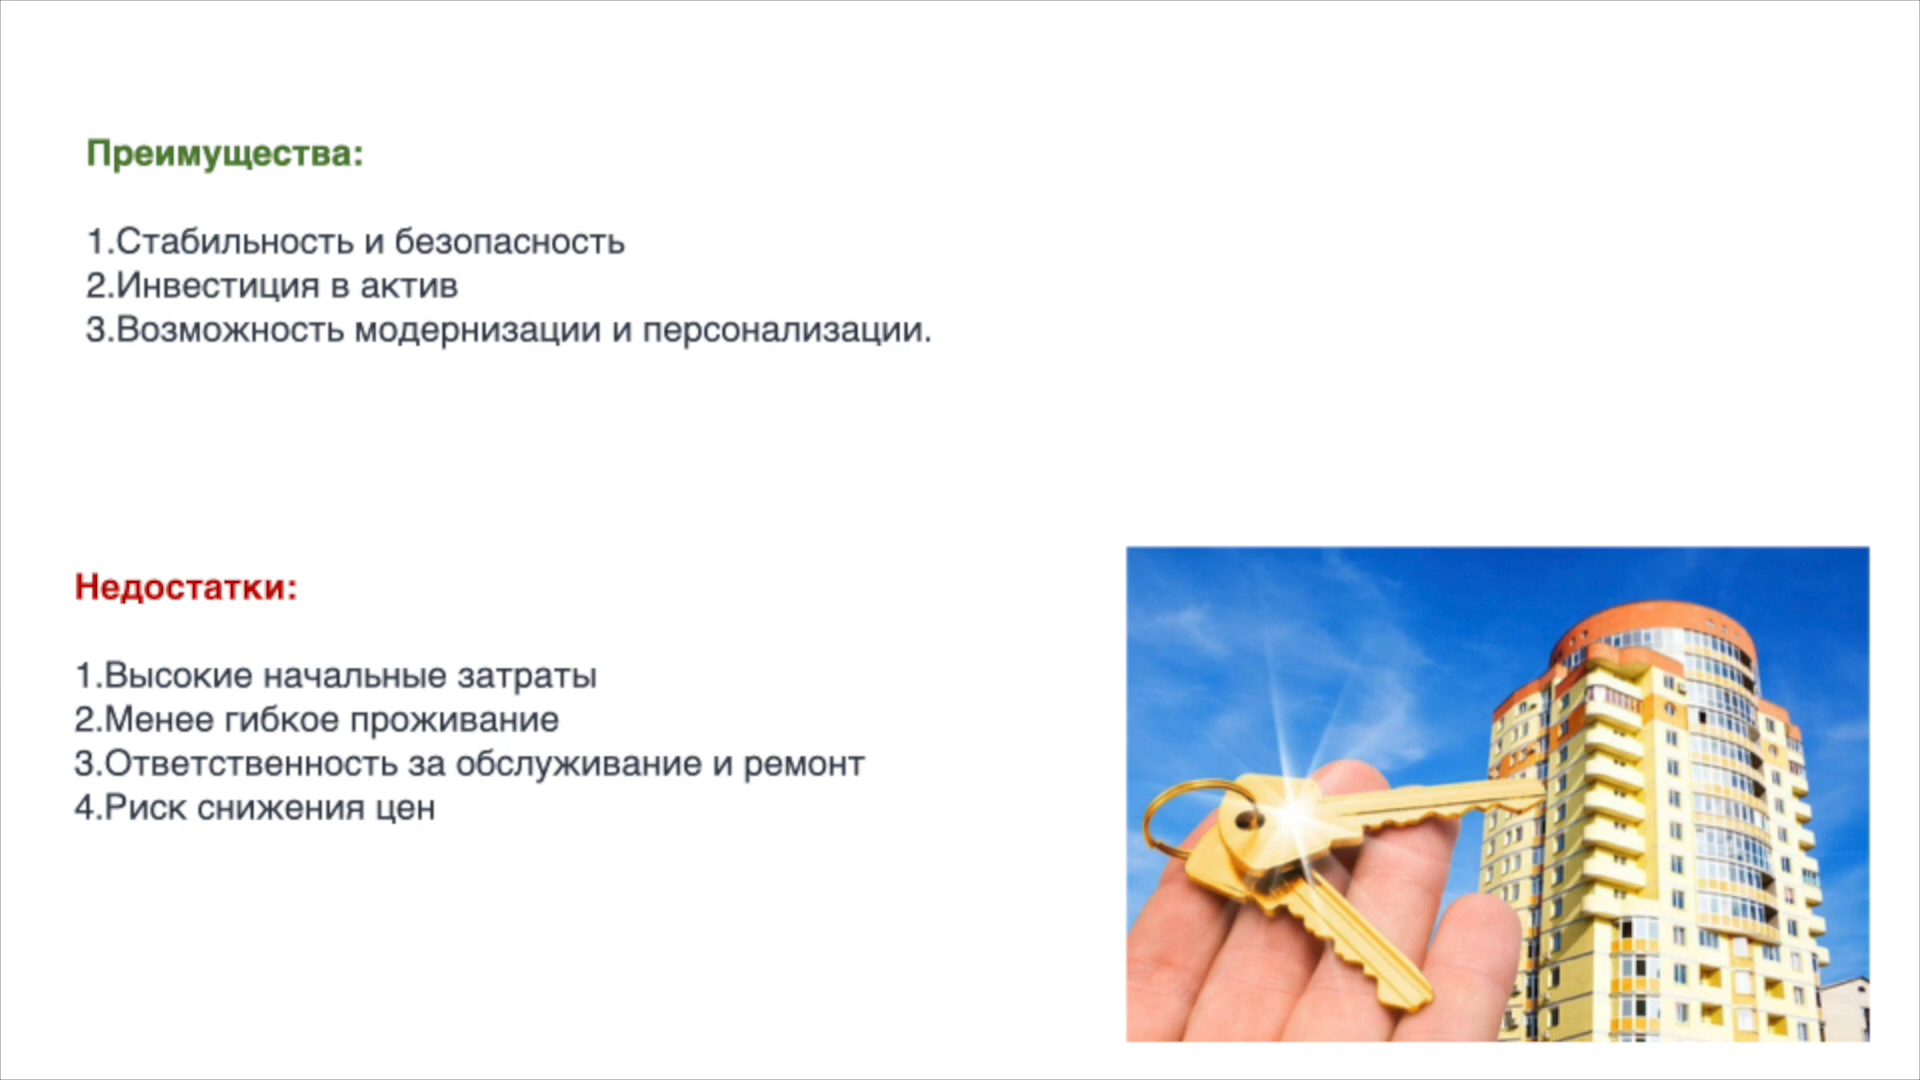 Преимущества:
1.Стабильность и безопасность
2.Инвестиция в актив
3.Возможность модернизации и персонализации.
Недостатки:
1.Высокие начальные затраты
2.Менее гибкое проживание
3.Ответственность за обслуживание и ремонт
4.Риск снижения цен